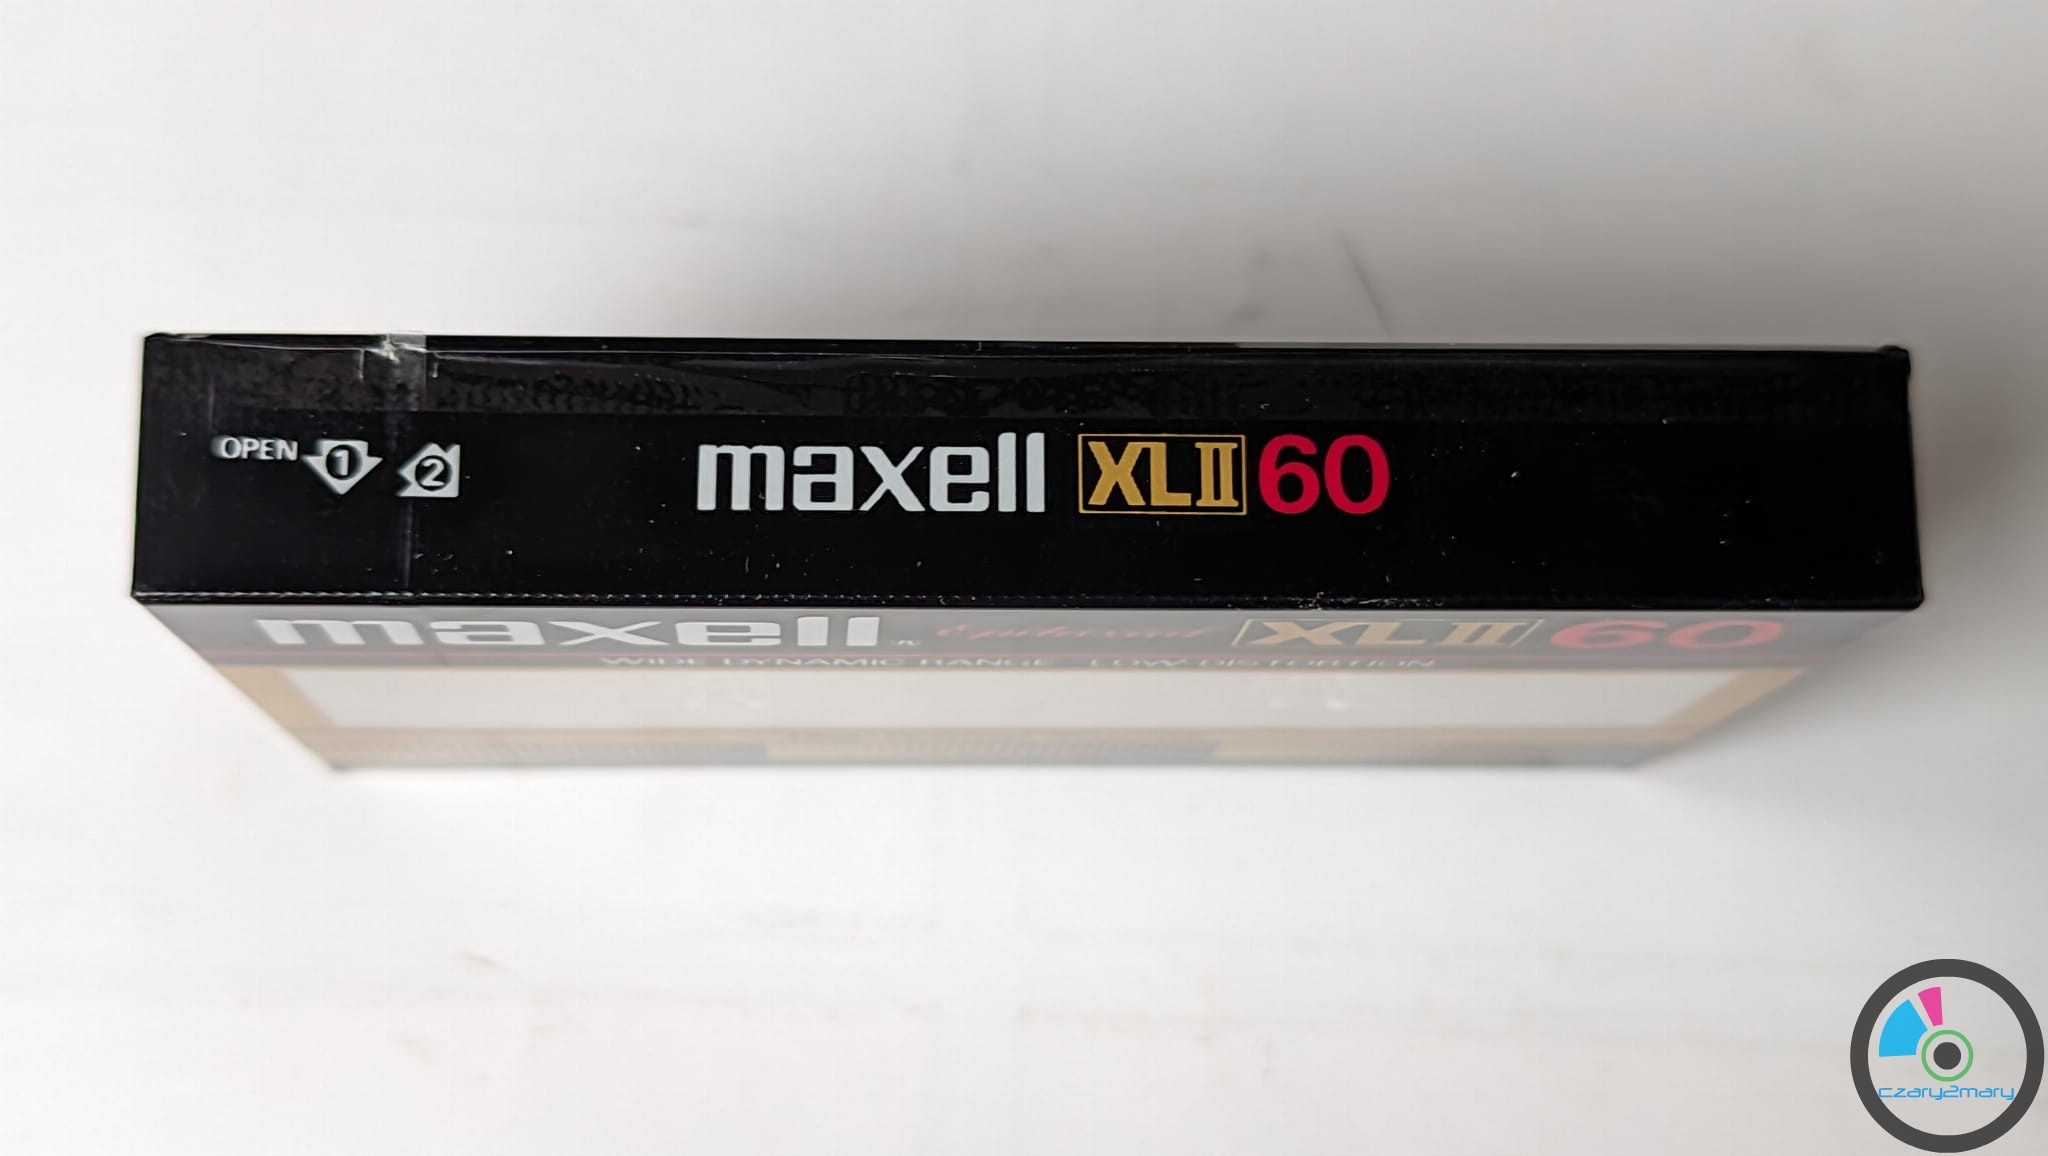 OPEN 1 2
maxell XLII 60
maxell XLII 60
WIDE DYNAMIC RANGE LOW-DISTORTION
czary2mary